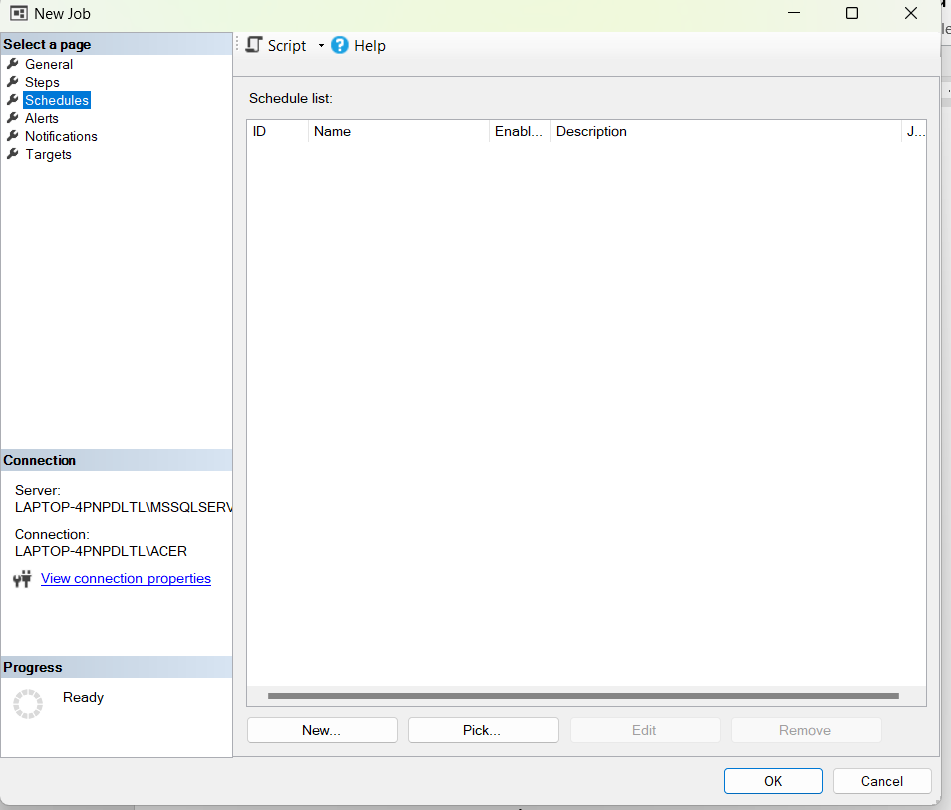 New Job
Select a page
General
Steps
Schedules
Alerts
Notifications
Targets
Script
Help
Schedule list:
ID Name Enabl... Description J...
Connection
Server:
LAPTOP-4PNPDLTL\MSSQLSERV
Connection:
LAPTOP-4PNPDLTL\ACER
View connection properties
Progress
Ready
New... Pick... Edit Remove
OK Cancel